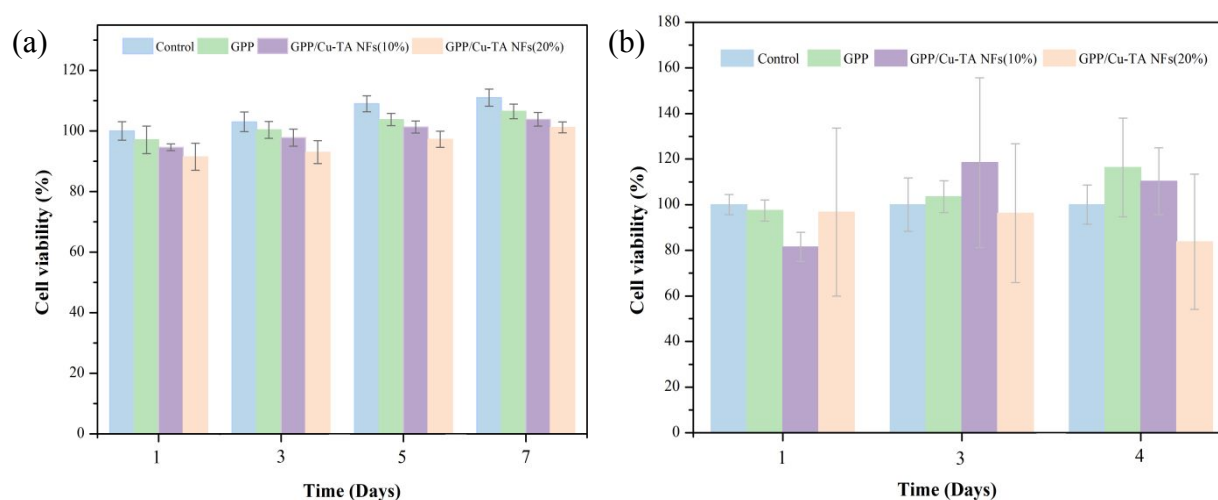 (a)
Control GPP GPP/Cu-TA NFs(10%) GPP/Cu-TA NFs(20%)
Cell viability (%)
120
100
80
60
40
20
0
1 3 5 7
Time (Days)
(b)
Control GPP GPP/Cu-TA NFs(10%) GPP/Cu-TA NFs(20%)
Cell viability (%)
180
160
140
120
100
80
60
40
20
0
1 3 4
Time (Days)